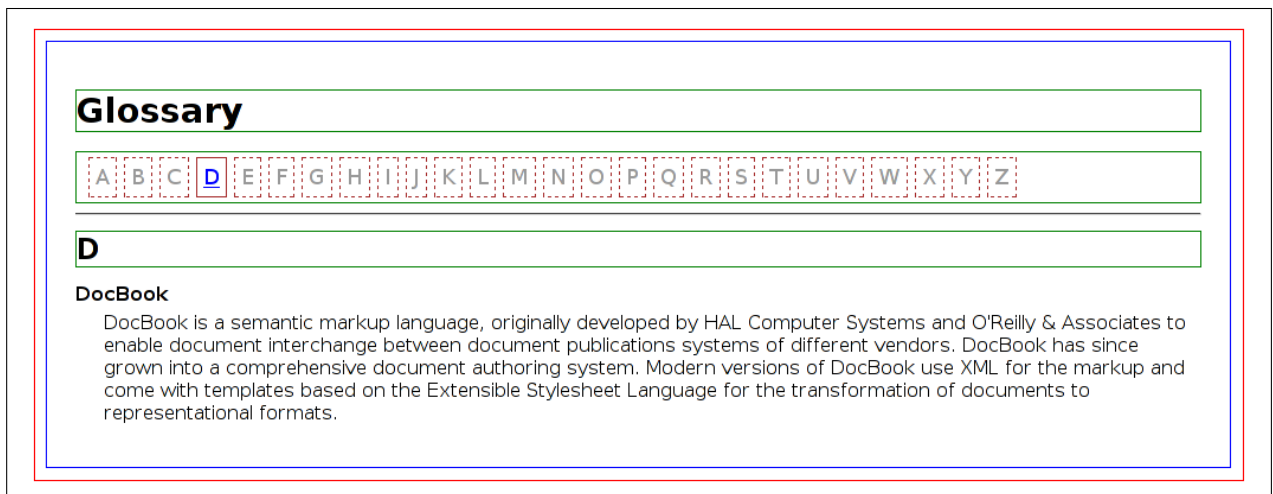 Glossary
A B C D E F G H I J K L M N O P Q R S T U V W X Y Z
D
DocBook
DocBook is a semantic markup language, originally developed by HAL Computer Systems and O'Reilly & Associates to
enable document interchange between document publications systems of different vendors. DocBook has since
grown into a comprehensive document authoring system. Modern versions of DocBook use XML for the markup and
come with templates based on the Extensible Stylesheet Language for the transformation of documents to
representational formats.